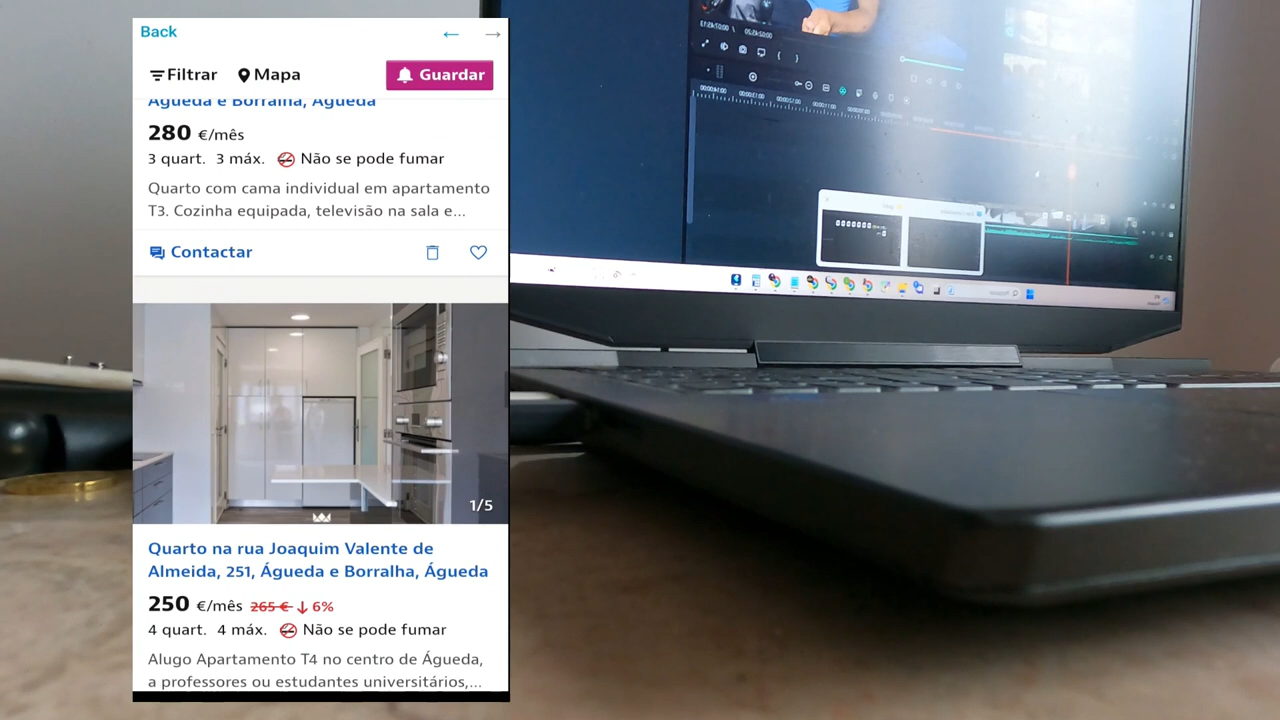 Back
Filtrar Mapa Guardar
Águeda e Borralha, Águeda
280 €/mês
3 quart. 3 máx. Não se pode fumar
Quarto com cama individual em apartamento
T3. Cozinha equipada, televisão na sala e...
Contactar
1/5
Quarto na rua Joaquim Valente de
Almeida, 251, Águeda e Borralha, Águeda
250 €/mês 265 € 6%
4 quart. 4 máx. Não se pode fumar
Alugo Apartamento T4 no centro de Águeda,
a professores ou estudantes universitários,...